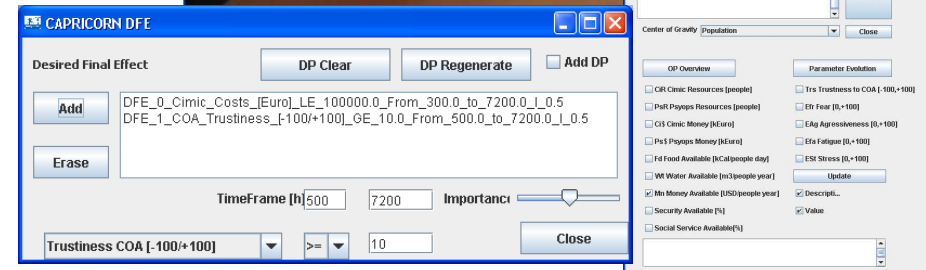 CAPRICORN DFE
Desired Final Effect
DP Clear
DP Regenerate
Add DP
Add
DFE_0_Cimic_Costs_[Euro]_LE_100000.0_From_300.0_to_7200.0_I_0.5
DFE_1_COA_Trustiness_[-100/+100]_GE_10.0_From_500.0_to_7200.0_I_0.5
Erase
TimeFrame [h]
500
7200
Importanc
Trustiness COA [-100/+100]
>=
10
Close
Center of Gravity
Population
Close
OP Overview
Parameter Evolution
CiR Cimic Resources [people]
Trs Trustness to COA [-100,+100]
PsR Psyops Resources [people]
Efr Fear [0,+100]
Ci$ Cimic Money [kEuro]
EAg Agressiveness [0,+100]
Ps$ Psyops Money [kEuro]
Efa Fatigue [0,+100]
Fd Food Available [kCal/people day]
ESt Stress [0,+100]
Wt Water Available [m3/people year]
Update
Mn Money Available [USD/people year]
Descripti...
Security Available [%]
Value
Social Service Available[%]